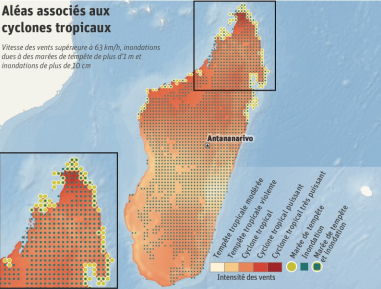 Aléas associés aux
cyclones tropicaux
Vitesse des vents supérieure à 63 km/h, inondations
dues à des marées de tempête de plus d'1 m et
inondations de plus de 10 cm
Antananarivo
Tempête tropicale modérée
Tempête tropicale violente
Cyclone tropical
Cyclone tropical puissant
Cyclone tropical très puissant
Marée de tempête
Inondation
Marée de tempête
et inondation
Intensité des vents